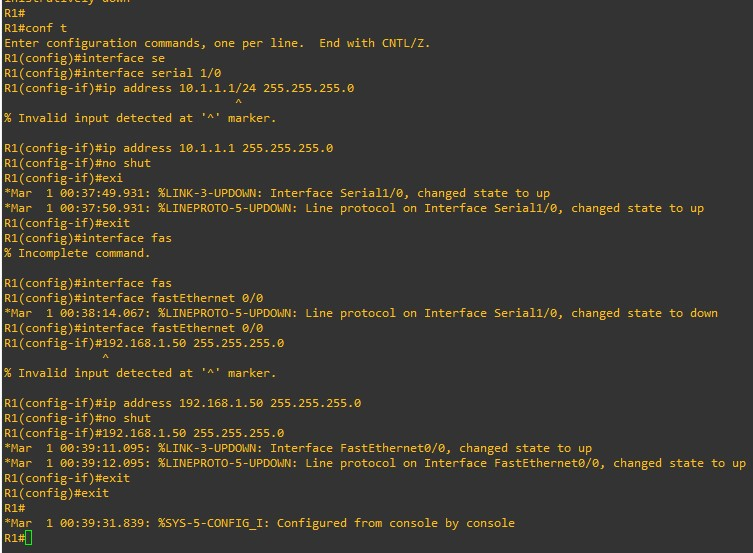 R1#
R1#conf t
Enter configuration commands, one per line.  End with CNTL/Z.
R1(config)#interface se
R1(config)#interface serial 1/0
R1(config-if)#ip address 10.1.1.1/24 255.255.255.0
^
% Invalid input detected at '^' marker.
R1(config-if)#ip address 10.1.1.1 255.255.255.0
R1(config-if)#no shut
R1(config-if)#exi
*Mar  1 00:37:49.931: %LINK-3-UPDOWN: Interface Serial1/0, changed state to up
*Mar  1 00:37:50.931: %LINEPROTO-5-UPDOWN: Line protocol on Interface Serial1/0, changed state to up
R1(config-if)#exit
R1(config)#interface fas
% Incomplete command.
R1(config)#interface fas
R1(config)#interface fastEthernet 0/0
*Mar  1 00:38:14.067: %LINEPROTO-5-UPDOWN: Line protocol on Interface Serial1/0, changed state to down
R1(config)#interface fastEthernet 0/0
R1(config-if)#192.168.1.50 255.255.255.0
^
% Invalid input detected at '^' marker.
R1(config-if)#ip address 192.168.1.50 255.255.255.0
R1(config-if)#no shut
R1(config-if)#192.168.1.50 255.255.255.0
*Mar  1 00:39:11.095: %LINK-3-UPDOWN: Interface FastEthernet0/0, changed state to up
*Mar  1 00:39:12.095: %LINEPROTO-5-UPDOWN: Line protocol on Interface FastEthernet0/0, changed state to up
R1(config-if)#exit
R1(config)#exit
R1#
*Mar  1 00:39:31.839: %SYS-5-CONFIG_I: Configured from console by console
R1#